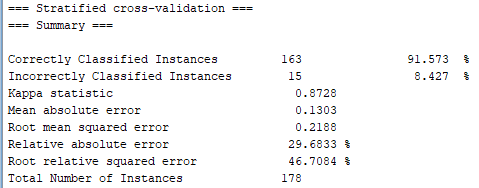 === Stratified cross-validation ===
=== Summary ===
Correctly Classified Instances 163 91.573 %
Incorrectly Classified Instances 15 8.427 %
Kappa statistic 0.8728
Mean absolute error 0.1303
Root mean squared error 0.2188
Relative absolute error 29.6833 %
Root relative squared error 46.7084 %
Total Number of Instances 178